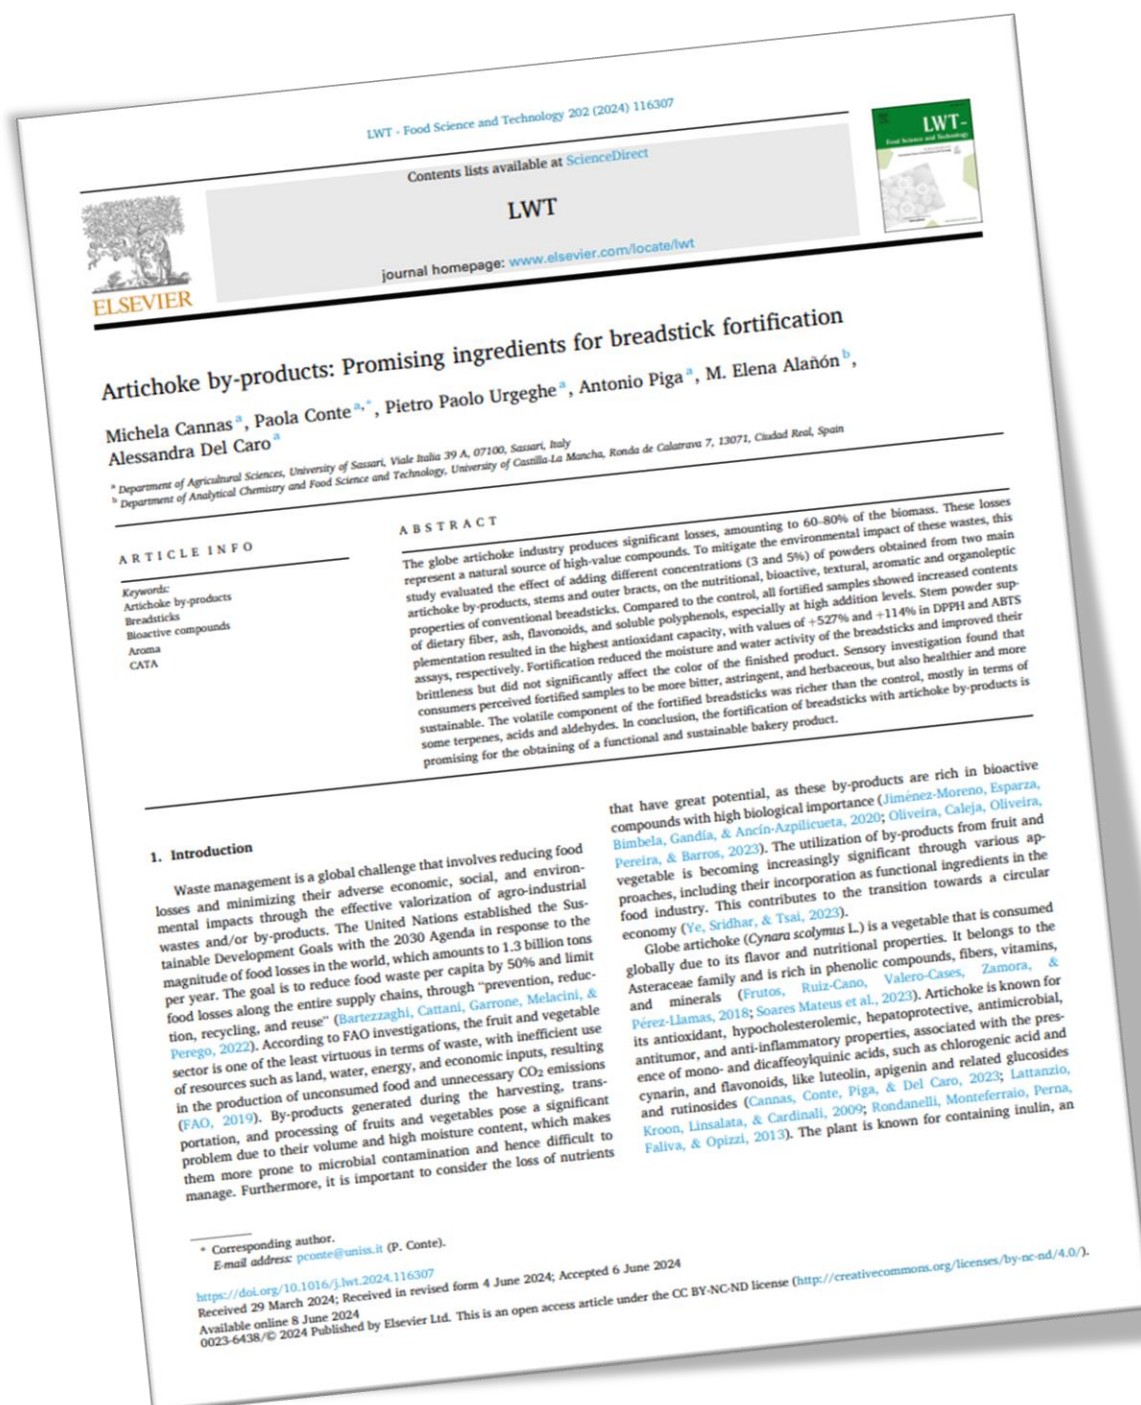 LWT - Food Science and Technology 202 (2024) 116307
Contents lists available at ScienceDirect
LWT
journal homepage: www.elsevier.com/locate/lwt
ELSEVIER
LWT-
Food Science and Technology
Artichoke by-products: Promising ingredients for breadstick fortification
Michela Cannas a, Paola Conte a,*, Pietro Paolo Urgeghe a, Antonio Piga a, M. Elena Alañón b,
Alessandra Del Caro a
a Department of Agricultural Sciences, University of Sassari, Viale Italia 39 A, 07100, Sassari, Italy
b Department of Analytical Chemistry and Food Science and Technology, University of Castilla-La Mancha, Ronda de Calatrava 7, 13071, Ciudad Real, Spain
ARTICLE INFO
Keywords:
Artichoke by-products
Breadsticks
Bioactive compounds
Aroma
CATA
ABSTRACT
The globe artichoke industry produces significant losses, amounting to 60–80% of the biomass. These losses
represent a natural source of high-value compounds. To mitigate the environmental impact of these wastes, this
study evaluated the effect of adding different concentrations (3 and 5%) of powders obtained from two main
artichoke by-products, stems and outer bracts, on the nutritional, bioactive, textural, aromatic and organoleptic
properties of conventional breadsticks. Compared to the control, all fortified samples showed increased contents
of dietary fiber, ash, flavonoids, and soluble polyphenols, especially at high addition levels. Stem powder sup-
plementation resulted in the highest antioxidant capacity, with values of +527% and +114% in DPPH and ABTS
assays, respectively. Fortification reduced the moisture and water activity of the breadsticks and improved their
brittleness but did not significantly affect the color of the finished product. Sensory investigation found that
consumers perceived fortified samples to be more bitter, astringent, and herbaceous, but also healthier and more
sustainable. The volatile component of the fortified breadsticks was richer than the control, mostly in terms of
some terpenes, acids and aldehydes. In conclusion, the fortification of breadsticks with artichoke by-products is
promising for the obtaining of a functional and sustainable bakery product.
1. Introduction
Waste management is a global challenge that involves reducing food
losses and minimizing their adverse economic, social, and environ-
mental impacts through the effective valorization of agro-industrial
wastes and/or by-products. The United Nations established the Sus-
tainable Development Goals with the 2030 Agenda in response to the
magnitude of food losses in the world, which amounts to 1.3 billion tons
per year. The goal is to reduce food waste per capita by 50% and limit
food losses along the entire supply chains, through "prevention, reduc-
tion, recycling, and reuse" (Bartezzaghi, Cattani, Garrone, Melacini, &
Perego, 2022). According to FAO investigations, the fruit and vegetable
sector is one of the least virtuous in terms of waste, with inefficient use
of resources such as land, water, energy, and economic inputs, resulting
in the production of unconsumed food and unnecessary CO2 emissions
(FAO, 2019). By-products generated during the harvesting, trans-
portation, and processing of fruits and vegetables pose a significant
problem due to their volume and high moisture content, which makes
them more prone to microbial contamination and hence difficult to
manage. Furthermore, it is important to consider the loss of nutrients
that have great potential, as these by-products are rich in bioactive
compounds with high biological importance (Jiménez-Moreno, Esparza,
Bimbela, Gandía, & Ancín-Azpilicueta, 2020; Oliveira, Caleja, Oliveira,
Pereira, & Barros, 2023). The utilization of by-products from fruit and
vegetable is becoming increasingly significant through various ap-
proaches, including their incorporation as functional ingredients in the
food industry. This contributes to the transition towards a circular
economy (Ye, Sridhar, & Tsai, 2023).
Globe artichoke (Cynara scolymus L.) is a vegetable that is consumed
globally due to its flavor and nutritional properties. It belongs to the
Asteraceae family and is rich in phenolic compounds, fibers, vitamins,
and minerals (Frutos, Ruiz-Cano, Valero-Cases, Zamora, &
Pérez-Llamas, 2018; Soares Mateus et al., 2023). Artichoke is known for
its antioxidant, hypocholesterolemic, hepatoprotective, antimicrobial,
antitumor, and anti-inflammatory properties, associated with the pres-
ence of mono- and dicaffeoylquinic acids, such as chlorogenic acid and
cynarin, and flavonoids, like luteolin, apigenin and related glucosides
and rutinosides (Cannas, Conte, Piga, & Del Caro, 2023; Lattanzio,
Kroon, Linsalata, & Cardinali, 2009; Rondanelli, Monteferraio, Perna,
Faliva, & Opizzi, 2013). The plant is known for containing inulin, an
* Corresponding author.
E-mail address: pconte@uniss.it (P. Conte).
https://doi.org/10.1016/j.lwt.2024.116307
Received 29 March 2024; Received in revised form 4 June 2024; Accepted 6 June 2024
Available online 8 June 2024
0023-6438/© 2024 Published by Elsevier Ltd. This is an open access article under the CC BY-NC-ND license (http://creativecommons.org/licenses/by-nc-nd/4.0/).